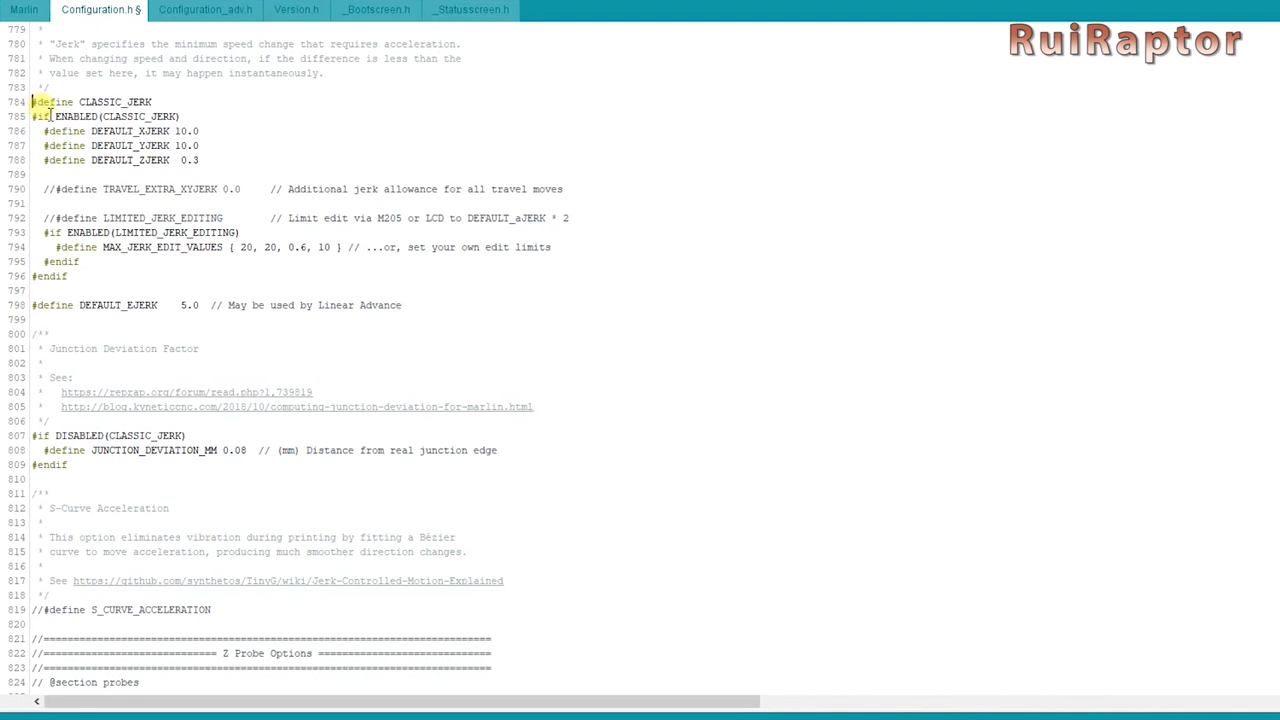 Marlin Configuration.h § Configuration_adv.h Version.h _Bootscreen.h _Statusscreen.h
RuiRaptor
779 *
780 * "Jerk" specifies the minimum speed change that requires acceleration.
781 * When changing speed and direction, if the difference is less than the
782 * value set here, it may happen instantaneously.
783 */
784 #define CLASSIC_JERK
785 #if ENABLED(CLASSIC_JERK)
786 #define DEFAULT_XJERK 10.0
787 #define DEFAULT_YJERK 10.0
788 #define DEFAULT_ZJERK 0.3
789
790 //#define TRAVEL_EXTRA_XYJERK 0.0 // Additional jerk allowance for all travel moves
791
792 //#define LIMITED_JERK_EDITING // Limit edit via M205 or LCD to DEFAULT_aJERK * 2
793 #if ENABLED(LIMITED_JERK_EDITING)
794 #define MAX_JERK_EDIT_VALUES { 20, 20, 0.6, 10 } // ...or, set your own edit limits
795 #endif
796 #endif
797
798 #define DEFAULT_EJERK 5.0 // May be used by Linear Advance
799
800 /**
801 * Junction Deviation Factor
802 *
803 * See:
804 * https://reprap.org/forum/read.php?1,739819
805 * http://blog.kyneticcnc.com/2018/10/computing-junction-deviation-for-marlin.html
806 */
807 #if DISABLED(CLASSIC_JERK)
808 #define JUNCTION_DEVIATION_MM 0.08 // (mm) Distance from real junction edge
809 #endif
810
811 /**
812 * S-Curve Acceleration
813 *
814 * This option eliminates vibration during printing by fitting a Bézier
815 * curve to move acceleration, producing much smoother direction changes.
816 *
817 * See https://github.com/synthetos/TinyG/wiki/Jerk-Controlled-Motion-Explained
818 */
819 //#define S_CURVE_ACCELERATION
820
821 //===========================================================================
822 //============================= Z Probe Options =============================
823 //===========================================================================
824 // @section probes